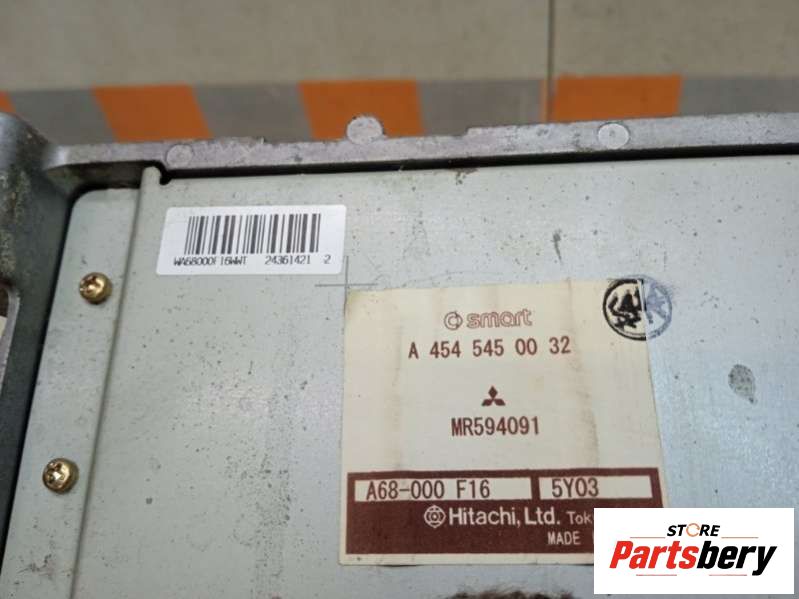 WA68000F16WWT 24361421 2
smart
A 454 545 00 32
MR594091
A68-000 F16 5Y03
Hitachi, Ltd.
MADE
STORE
Partsbery